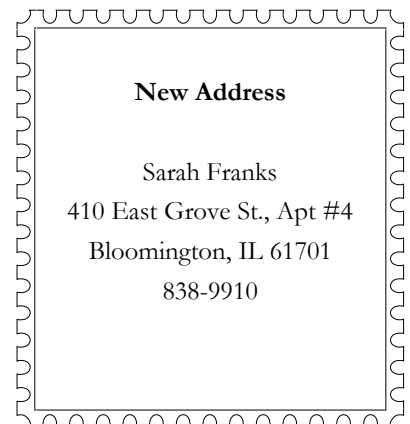 New Address
Sarah Franks
410 East Grove St., Apt #4
Bloomington, IL 61701
838-9910